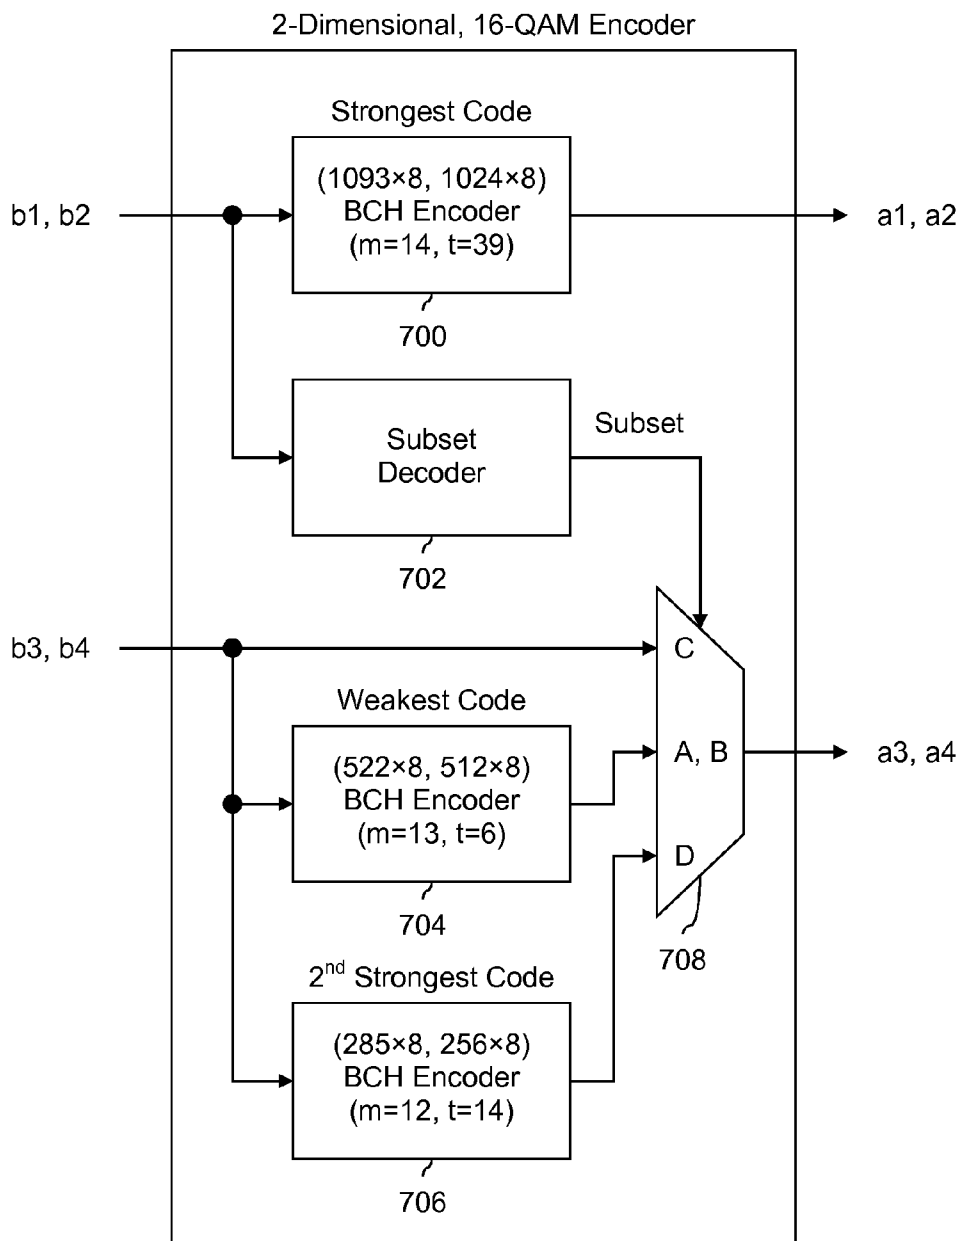 2-Dimensional, 16-QAM Encoder
Strongest Code
(1093×8, 1024×8)
BCH Encoder
(m=14, t=39)
b1, b2
a1, a2
700
Subset
Decoder
Subset
702
b3, b4
C
Weakest Code
(522×8, 512×8)
BCH Encoder
(m=13, t=6)
A, B
a3, a4
D
704
708
2nd Strongest Code
(285×8, 256×8)
BCH Encoder
(m=12, t=14)
706